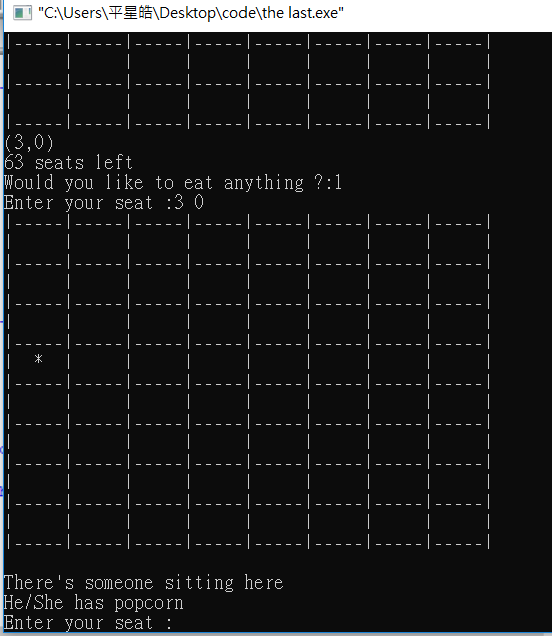 "C:\Users\平星皓\Desktop\code\the last.exe"
|-----|-----|-----|-----|-----|-----|-----|-----|
|     |     |     |     |     |     |     |     |
|-----|-----|-----|-----|-----|-----|-----|-----|
|     |     |     |     |     |     |     |     |
|-----|-----|-----|-----|-----|-----|-----|-----|
(3,0)
63 seats left
Would you like to eat anything ?:1
Enter your seat :3 0
|-----|-----|-----|-----|-----|-----|-----|-----|
|     |     |     |     |     |     |     |     |
|-----|-----|-----|-----|-----|-----|-----|-----|
|     |     |     |     |     |     |     |     |
|-----|-----|-----|-----|-----|-----|-----|-----|
|     |     |     |     |     |     |     |     |
|-----|-----|-----|-----|-----|-----|-----|-----|
|  *  |     |     |     |     |     |     |     |
|-----|-----|-----|-----|-----|-----|-----|-----|
|     |     |     |     |     |     |     |     |
|-----|-----|-----|-----|-----|-----|-----|-----|
|     |     |     |     |     |     |     |     |
|-----|-----|-----|-----|-----|-----|-----|-----|
|     |     |     |     |     |     |     |     |
|-----|-----|-----|-----|-----|-----|-----|-----|
|     |     |     |     |     |     |     |     |
|-----|-----|-----|-----|-----|-----|-----|-----|
There's someone sitting here
He/She has popcorn
Enter your seat :